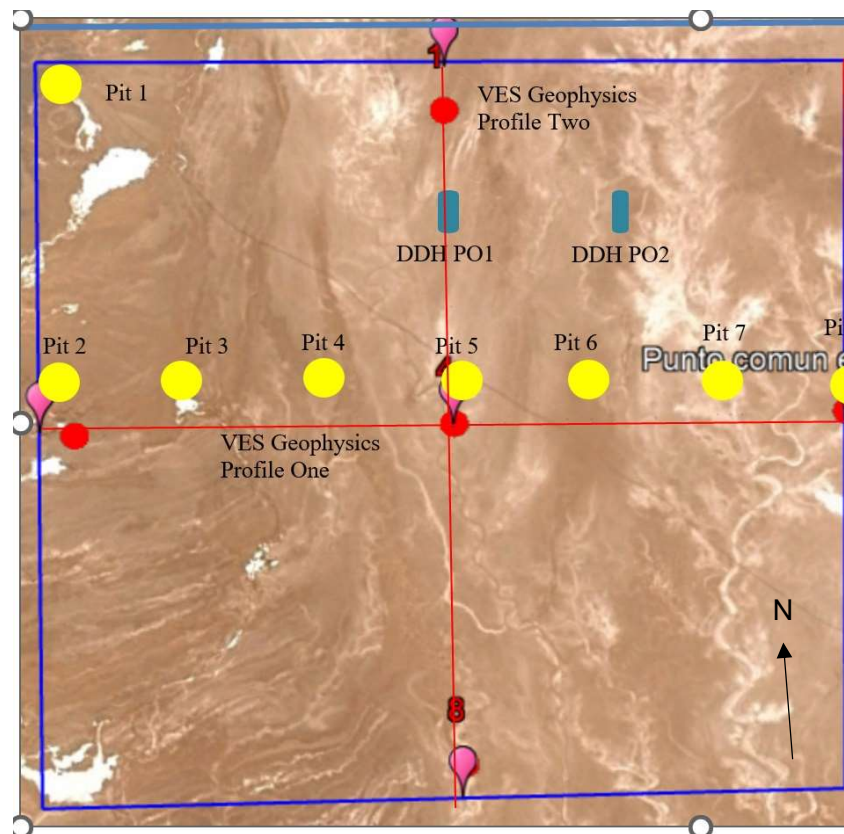 1
Pit 1
VES Geophysics
Profile Two
DDH PO1
DDH PO2
Pit 2
Pit 3
Pit 4
Pit 5
Pit 6
Pit 7
Pi
Punto comun e
VES Geophysics
Profile One
N
8